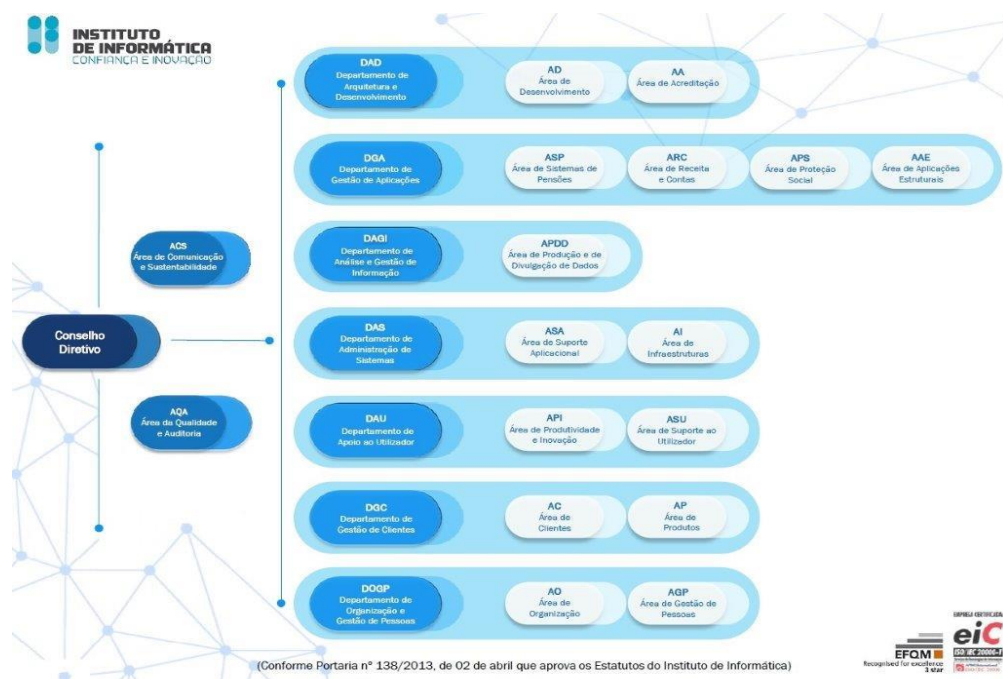 INSTITUTO
DE INFORMÁTICA
CONFIANÇA E INOVAÇÃO
DAD
Departamento de
Arquitetura e
Desenvolvimento
AD
Área de
Desenvolvimento
AA
Área de Acreditação
DGA
Departamento de
Gestão de Aplicações
ASP
Área de Sistemas de
Pensões
ARC
Área de Receita
e Contas
APS
Área de Proteção
Social
AAE
Área de Aplicações
Estruturais
ACS
Área de Comunicação
e Sustentabilidade
DAGI
Departamento de
Análise e Gestão de
Informação
APDD
Área de Produção e de
Divulgação de Dados
Conselho
Diretivo
DAS
Departamento de
Administração de
Sistemas
ASA
Área de Suporte
Aplicacional
AI
Área de
Infraestruturas
AQA
Área da Qualidade
e Auditoria
DAU
Departamento de
Apoio ao Utilizador
API
Área de Produtividade
e Inovação
ASU
Área de Suporte ao
Utilizador
DGC
Departamento de
Gestão de Clientes
AC
Área de
Clientes
AP
Área de
Produtos
DOGP
Departamento de
Organização e
Gestão de Pessoas
AO
Área de
Organização
AGP
Área de Gestão de
Pessoas
(Conforme Portaria nº 138/2013, de 02 de abril que aprova os Estatutos do Instituto de Informática)
EFQM
Recognised for excellence
3 star
EMPRESA CERTIFICADA
eiC
ISO/IEC 20000-1